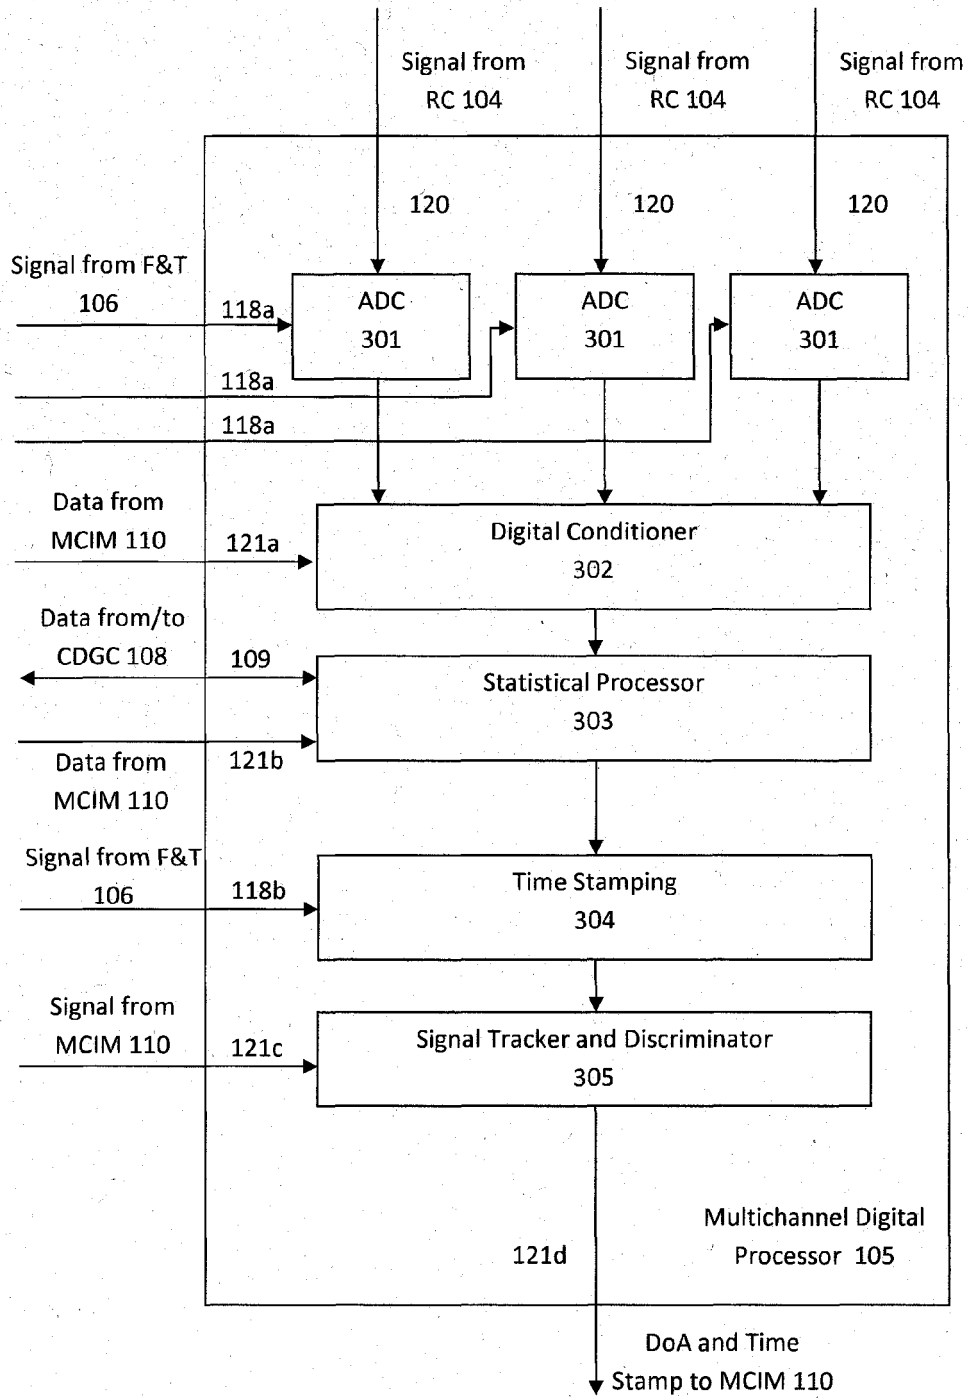 Signal from
RC 104
Signal from
RC 104
Signal from
RC 104
120
120
120
Signal from F&T
106
118a
ADC
301
ADC
301
ADC
301
118a
118a
Data from
MCIM 110
121a
Digital Conditioner
302
Data from/to
CDGC 108
109
Statistical Processor
303
121b
Data from
MCIM 110
Signal from F&T
106
118b
Time Stamping
304
Signal from
MCIM 110
121c
Signal Tracker and Discriminator
305
Multichannel Digital
Processor 105
121d
DoA and Time
Stamp to MCIM 110